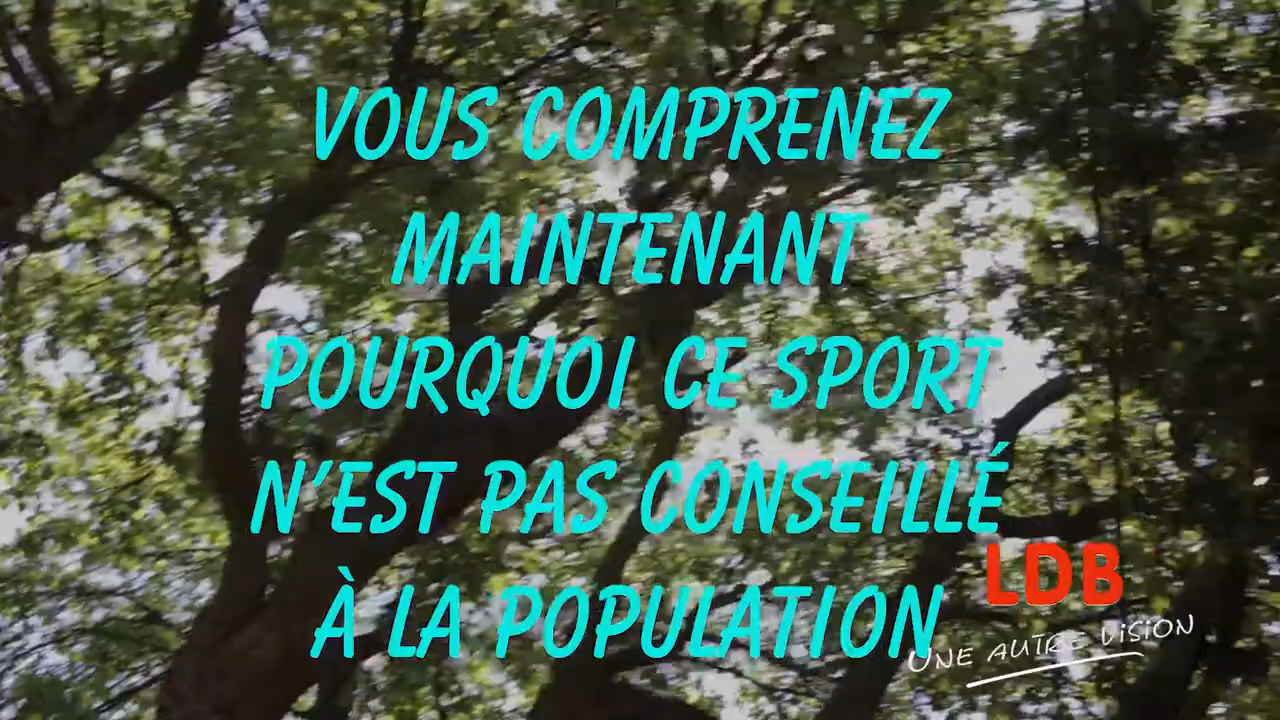 VOUS COMPRENEZ
MAINTENANT
POURQUOI CE SPORT
N'EST PAS CONSEILLÉ
À LA POPULATION
LDB
UNE AUTRE VISION